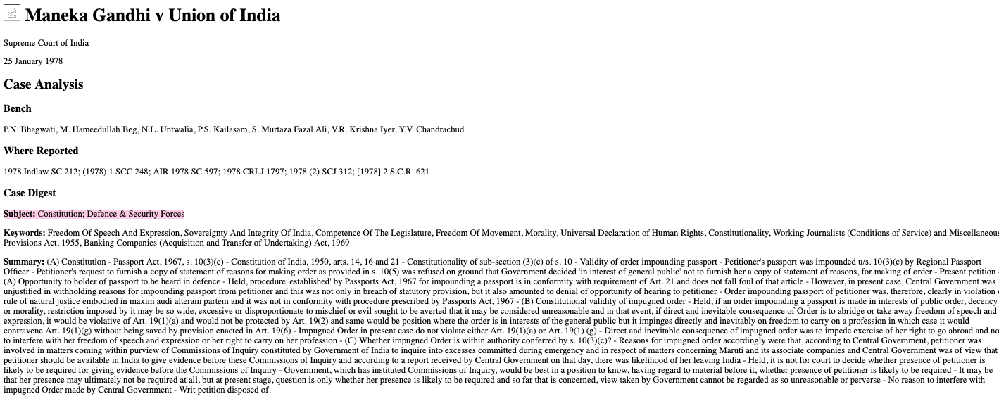 Maneka Gandhi v Union of India
Supreme Court of India
25 January 1978
Case Analysis
Bench
P.N. Bhagwati, M. Hameedullah Beg, N.L. Untwalia, P.S. Kailasam, S. Murtaza Fazal Ali, V.R. Krishna Iyer, Y.V. Chandrachud
Where Reported
1978 Indlaw SC 212; (1978) 1 SCC 248; AIR 1978 SC 597; 1978 CRLJ 1797; 1978 (2) SCJ 312; [1978] 2 S.C.R. 621
Case Digest
Subject: Constitution; Defence & Security Forces
Keywords: Freedom Of Speech And Expression, Sovereignty And Integrity Of India, Competence Of The Legislature, Freedom Of Movement, Morality, Universal Declaration of Human Rights, Constitutionality, Working Journalists (Conditions of Service) and Miscellaneous
Provisions Act, 1955, Banking Companies (Acquisition and Transfer of Undertaking) Act, 1969
Summary: (A) Constitution - Passport Act, 1967, s. 10(3)(c) - Constitution of India, 1950, arts. 14, 16 and 21 - Constitutionality of sub-section (3)(c) of s. 10 - Validity of order impounding passport - Petitioner's passport was impounded u/s. 10(3)(c) by Regional Passport
Officer - Petitioner's request to furnish a copy of statement of reasons for making order as provided in s. 10(5) was refused on ground that Government decided 'in interest of general public' not to furnish her a copy of statement of reasons, for making of order - Present petition -
(A) Opportunity to holder of passport to be heard in defence - Held, procedure 'established' by Passports Act, 1967 for impounding a passport is in conformity with requirement of Art. 21 and does not fall foul of that article - However, in present case, Central Government was
unjustified in withholding reasons for impounding passport from petitioner and this was not only in breach of statutory provision, but it also amounted to denial of opportunity of hearing to petitioner - Order impounding passport of petitioner was, therefore, clearly in violation
rule of natural justice embodied in maxim audi alteram partem and it was not in conformity with procedure prescribed by Passports Act, 1967 - (B) Constitutional validity of impugned order - Held, if an order impounding a passport is made in interests of public order, decency
or morality, restriction imposed by it may be so wide, excessive or disproportionate to mischief or evil sought to be averted that it may be considered unreasonable and in that event, if direct and inevitable consequence of Order is to abridge or take away freedom of speech and
expression, it would be violative of Art. 19(1)(a) and would not be protected by Art. 19(2) and same would be position where the order is in interests of the general public but it impinges directly and inevitably on freedom to carry on a profession in which case it would
contravene Art. 19(1)(g) without being saved by provision enacted in Art. 19(6) - Impugned Order in present case do not violate either Art. 19(1)(a) or Art. 19(1) (g) - Direct and inevitable consequence of impugned order was to impede exercise of her right to go abroad and no
to interfere with her freedom of speech and expression or her right to carry on her profession - (C) Whether impugned Order is within authority conferred by s. 10(3)(c)? - Reasons for impugned order accordingly were that, according to Central Government, petitioner was
involved in matters coming within purview of Commissions of Inquiry constituted by Government of India to inquire into excesses committed during emergency and in respect of matters concerning Maruti and its associate companies and Central Government was of view that
petitioner should be available in India to give evidence before these Commissions of Inquiry and according to a report received by Central Government on that day, there was likelihood of her leaving India - Held, it is not for court to decide whether presence of petitioner is
likely to be required for giving evidence before the Commissions of Inquiry - Government, which has instituted Commissions of Inquiry, would be best in a position to know, having regard to material before it, whether presence of petitioner is likely to be required - It may be
that her presence may ultimately not be required at all, but at present stage, question is only whether her presence is likely to be required and so far that is concerned, view taken by Government cannot be regarded as so unreasonable or perverse - No reason to interfere with
impugned Order made by Central Government - Writ petition disposed of.